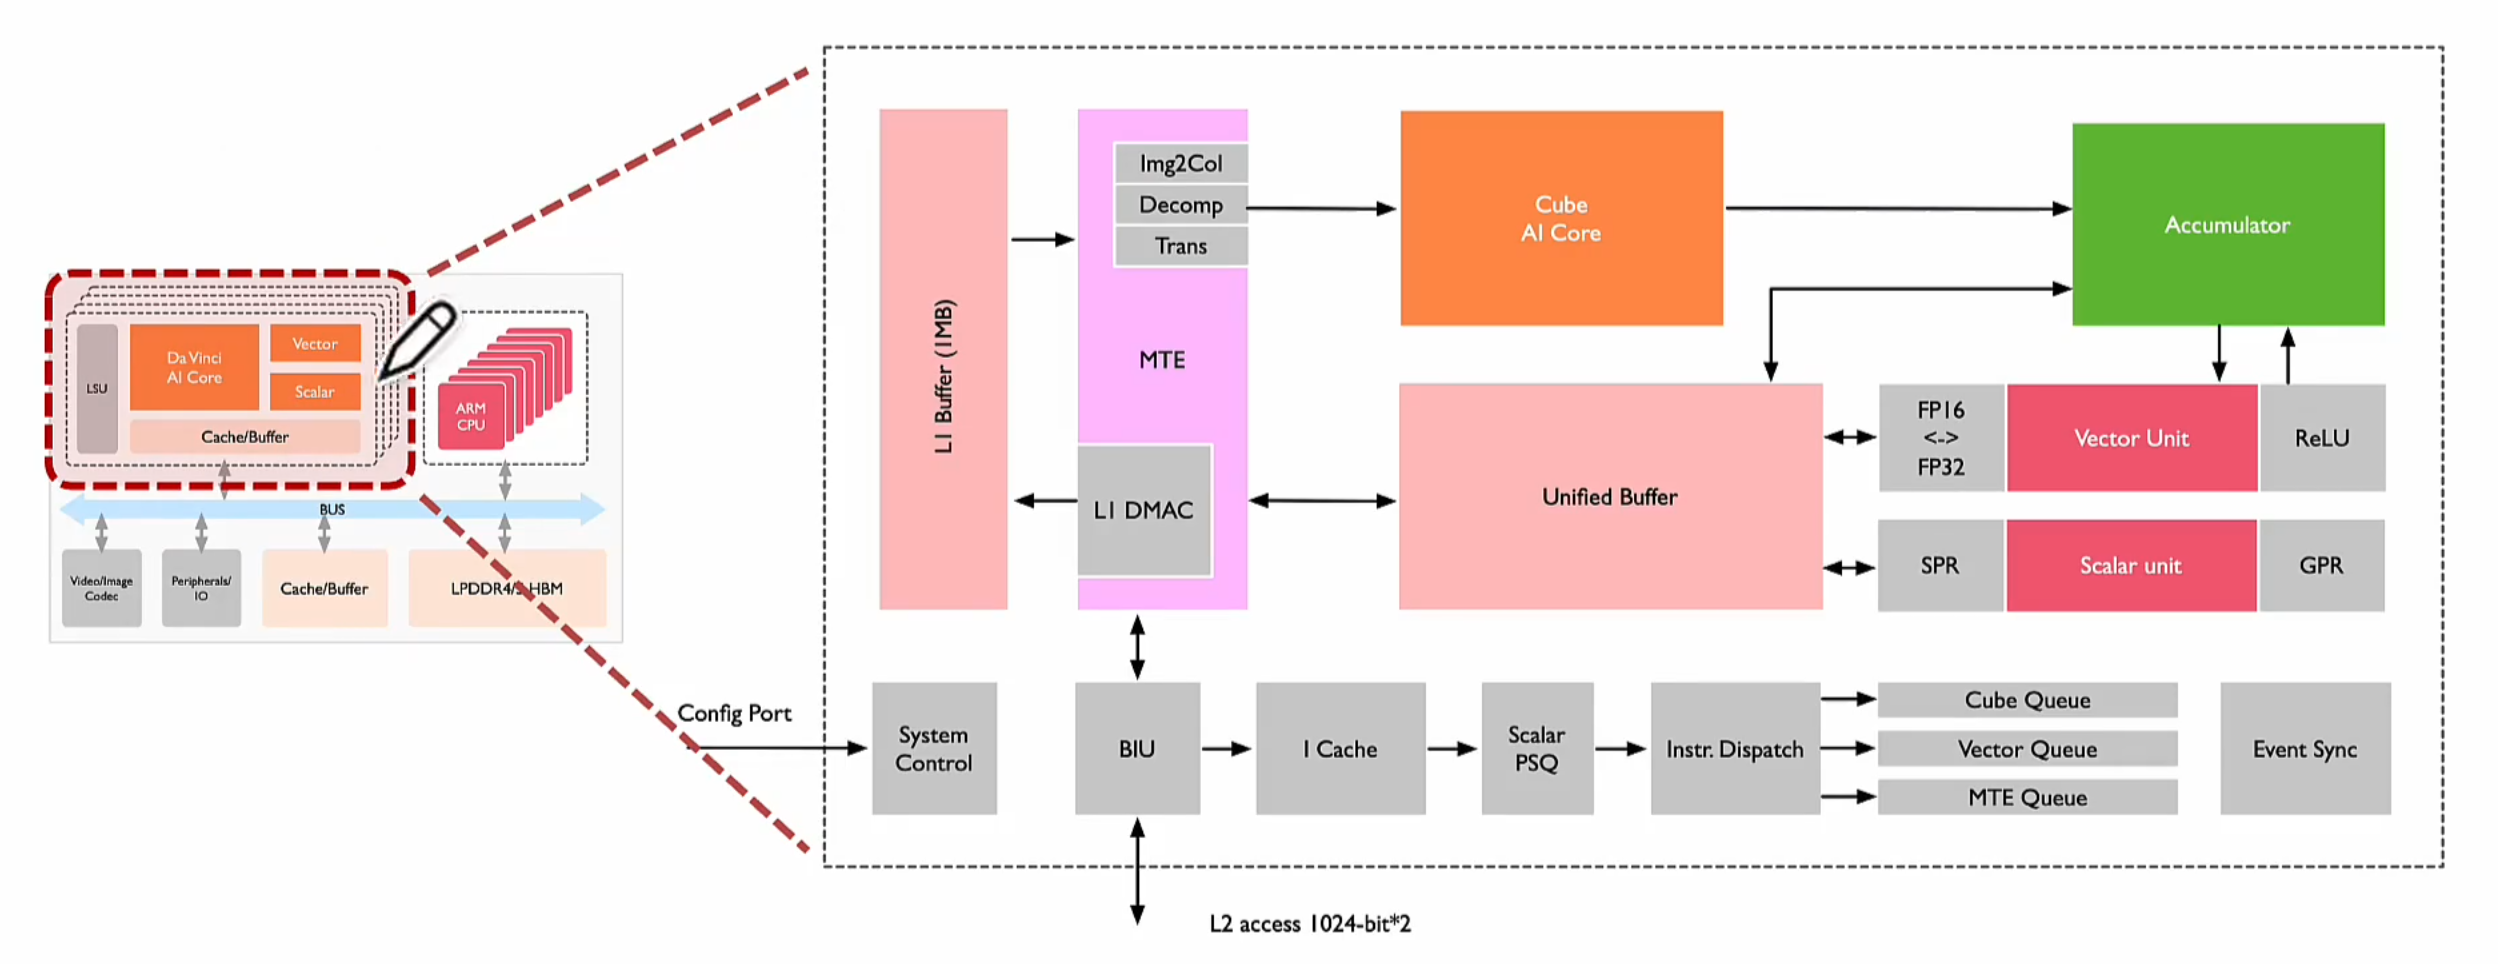 LSU
Da Vinci
AI Core
Vector
Scalar
Cache/Buffer
ARM
CPU
BUS
Video/Image
Codec
Peripherals/
IO
Cache/Buffer
LPDDR4/5 HBM
Config Port
L1 Buffer (1MB)
Img2Col
Decomp
Trans
MTE
L1 DMAC
Cube
AI Core
Accumulator
Unified Buffer
FP16
<->
FP32
Vector Unit
ReLU
SPR
Scalar unit
GPR
System
Control
BIU
I Cache
Scalar
PSQ
Instr. Dispatch
Cube Queue
Vector Queue
MTE Queue
Event Sync
L2 access 1024-bit*2